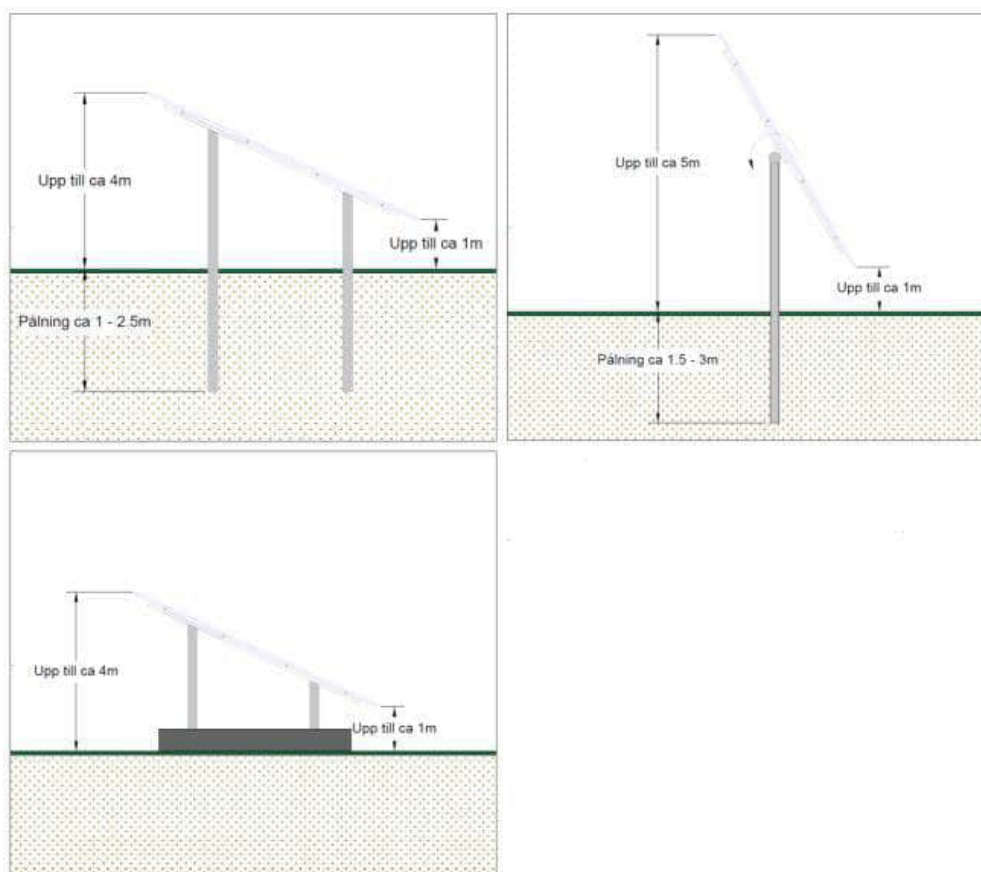 Upp till ca 4m
Upp till ca 1m
Pålning ca 1 - 2.5m
Upp till ca 5m
Upp till ca 1m
Pålning ca 1.5 - 3m
Upp till ca 4m
Upp till ca 1m